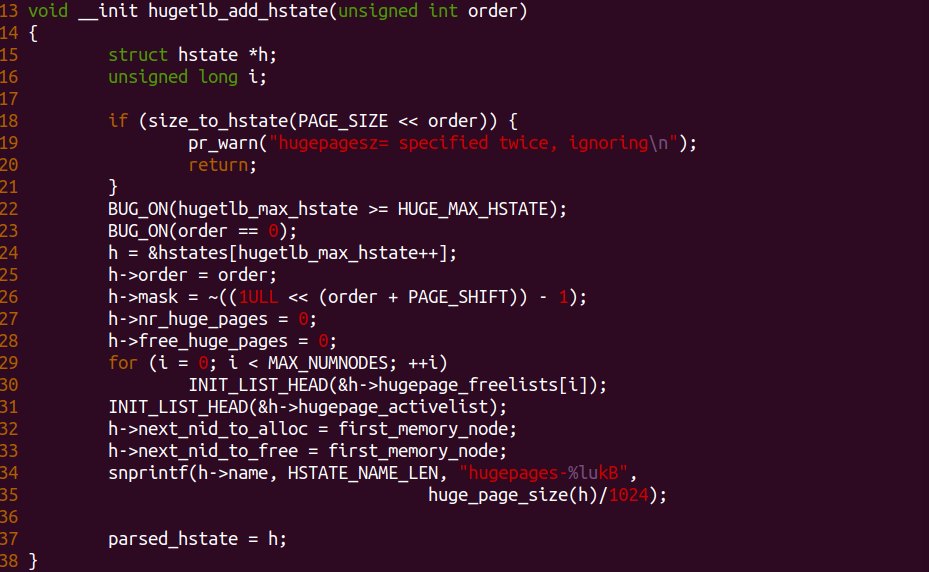 13 void __init hugetlb_add_hstate(unsigned int order)
14 {
15         struct hstate *h;
16         unsigned long i;
17
18         if (size_to_hstate(PAGE_SIZE << order)) {
19                 pr_warn("hugepagesz= specified twice, ignoring\n");
20                 return;
21         }
22         BUG_ON(hugetlb_max_hstate >= HUGE_MAX_HSTATE);
23         BUG_ON(order == 0);
24         h = &hstates[hugetlb_max_hstate++];
25         h->order = order;
26         h->mask = ~((1ULL << (order + PAGE_SHIFT)) - 1);
27         h->nr_huge_pages = 0;
28         h->free_huge_pages = 0;
29         for (i = 0; i < MAX_NUMNODES; ++i)
30                 INIT_LIST_HEAD(&h->hugepage_freelists[i]);
31         INIT_LIST_HEAD(&h->hugepage_activelist);
32         h->next_nid_to_alloc = first_memory_node;
33         h->next_nid_to_free = first_memory_node;
34         snprintf(h->name, HSTATE_NAME_LEN, "hugepages-%lukB",
35                                         huge_page_size(h)/1024);
36
37         parsed_hstate = h;
38 }